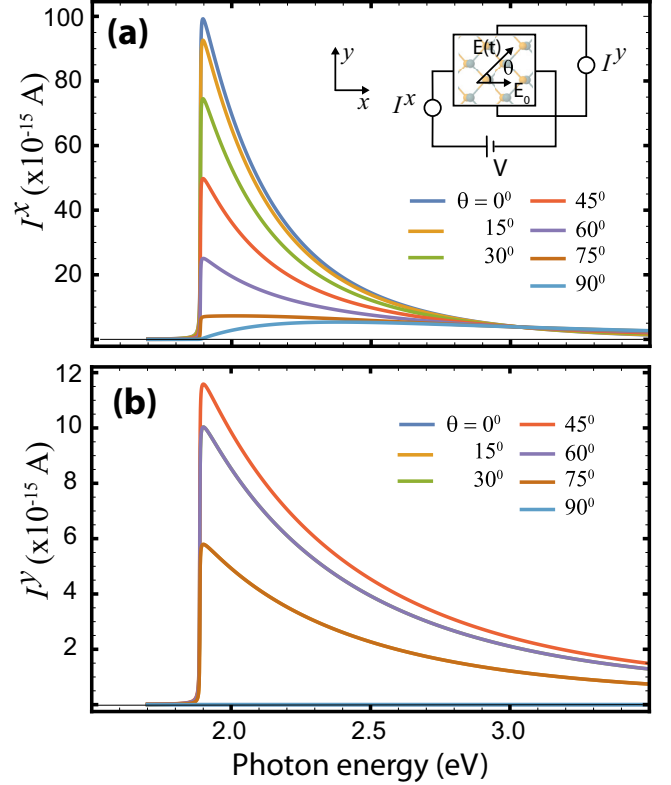 (a)
100
80
60
40
20
I^x (x10^-15 A)
y
x
E(t)
θ
E_0
I^x
I^y
V
θ = 0^0
15^0
30^0
45^0
60^0
75^0
90^0
(b)
12
10
8
6
4
2
I^y (x10^-15 A)
θ = 0^0
15^0
30^0
45^0
60^0
75^0
90^0
2.0 2.5 3.0
Photon energy (eV)